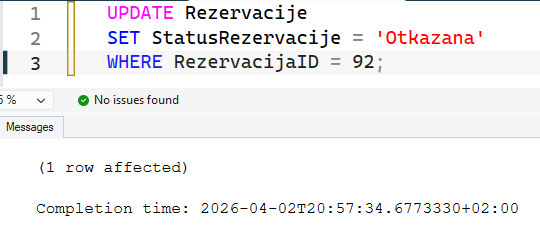 1 UPDATE Rezervacije
2 SET StatusRezervacije = 'Otkazana'
3 WHERE RezervacijaID = 92;
5 % No issues found
Messages
(1 row affected)
Completion time: 2026-04-02T20:57:34.6773330+02:00